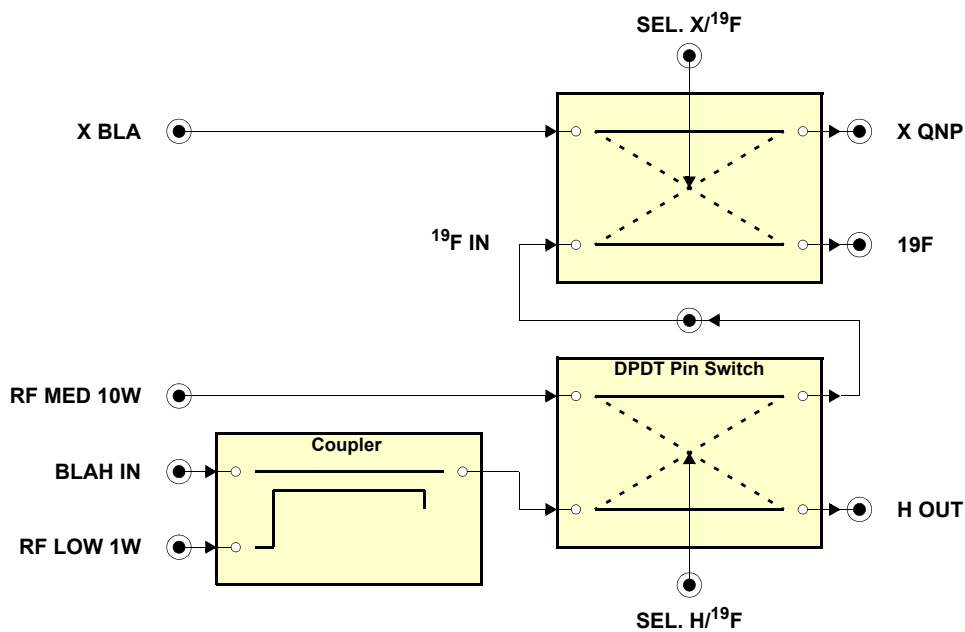 SEL. X/¹⁹F
X BLA
X QNP
¹⁹F IN
19F
DPDT Pin Switch
RF MED 10W
Coupler
BLAH IN
H OUT
RF LOW 1W
SEL. H/¹⁹F